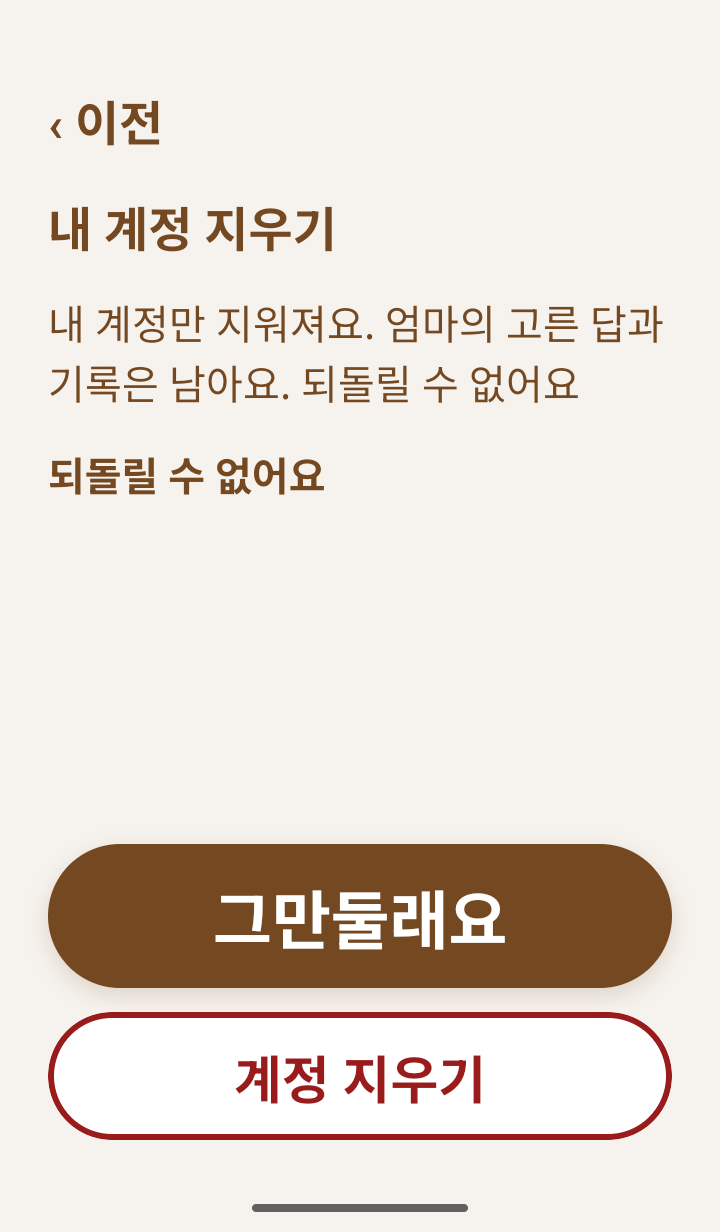 ‹ 이전
내 계정 지우기
내 계정만 지워져요. 엄마의 고른 답과
기록은 남아요. 되돌릴 수 없어요
되돌릴 수 없어요
그만둘래요
계정 지우기